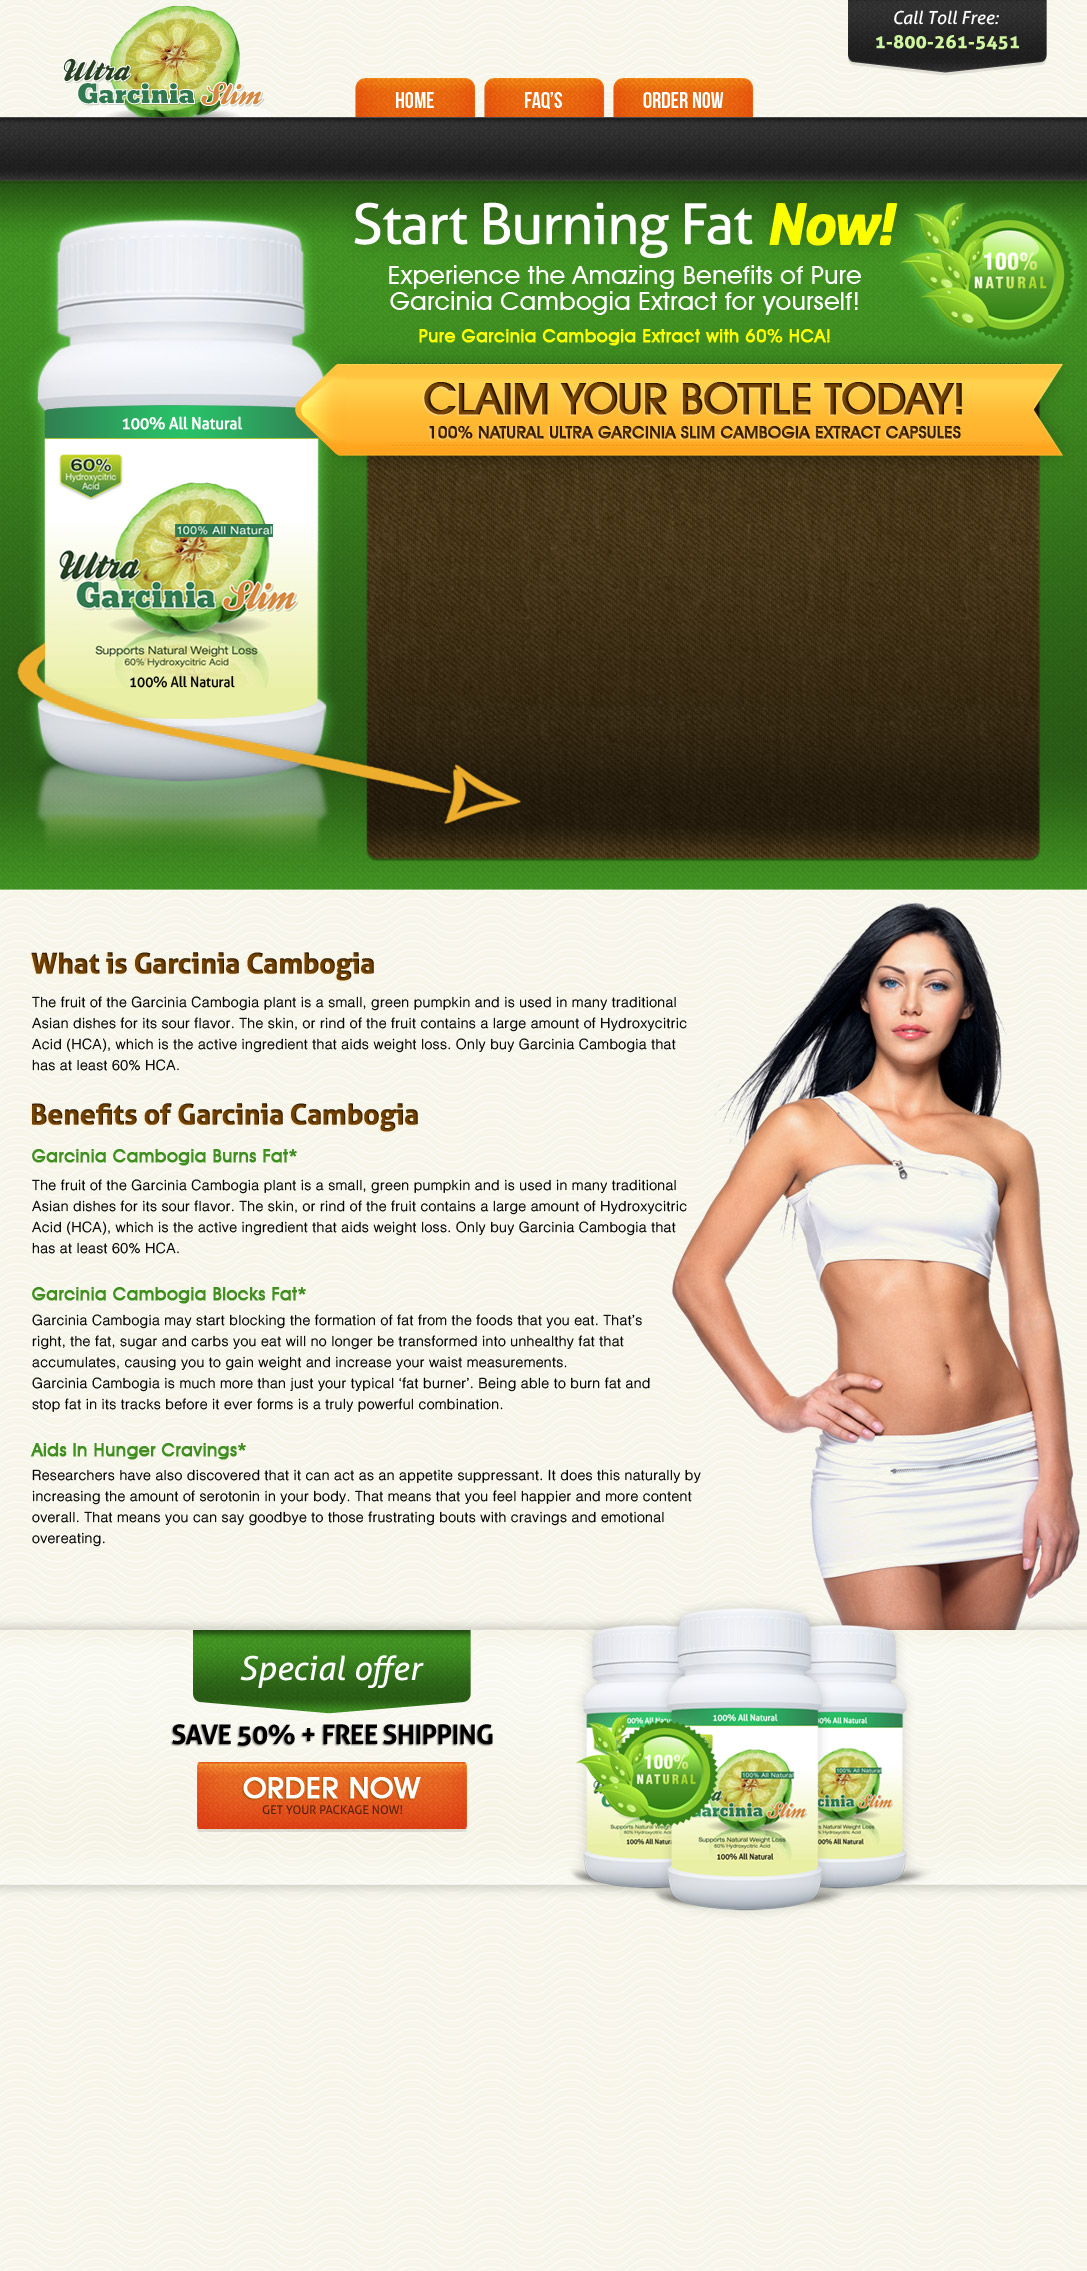 Ultra
Garcinia Slim
HOME
FAQ'S
ORDER NOW
Call Toll Free:
1-800-261-5451
Start Burning Fat Now!
Experience the Amazing Benefits of Pure
Garcinia Cambogia Extract for yourself!
Pure Garcinia Cambogia Extract with 60% HCA!
100%
NATURAL
CLAIM YOUR BOTTLE TODAY!
100% NATURAL ULTRA GARCINIA SLIM CAMBOGIA EXTRACT CAPSULES
100% All Natural
60%
Hydroxycitric
Acid
100% All Natural
Ultra
Garcinia Slim
Supports Natural Weight Loss
60% Hydroxycitric Acid
100% All Natural
What is Garcinia Cambogia
The fruit of the Garcinia Cambogia plant is a small, green pumpkin and is used in many traditional
Asian dishes for its sour flavor. The skin, or rind of the fruit contains a large amount of Hydroxycitric
Acid (HCA), which is the active ingredient that aids weight loss. Only buy Garcinia Cambogia that
has at least 60% HCA.
Benefits of Garcinia Cambogia
Garcinia Cambogia Burns Fat*
The fruit of the Garcinia Cambogia plant is a small, green pumpkin and is used in many traditional
Asian dishes for its sour flavor. The skin, or rind of the fruit contains a large amount of Hydroxycitric
Acid (HCA), which is the active ingredient that aids weight loss. Only buy Garcinia Cambogia that
has at least 60% HCA.
Garcinia Cambogia Blocks Fat*
Garcinia Cambogia may start blocking the formation of fat from the foods that you eat. That's
right, the fat, sugar and carbs you eat will no longer be transformed into unhealthy fat that
accumulates, causing you to gain weight and increase your waist measurements.
Garcinia Cambogia is much more than just your typical ‘fat burner’. Being able to burn fat and
stop fat in its tracks before it ever forms is a truly powerful combination.
Aids In Hunger Cravings*
Researchers have also discovered that it can act as an appetite suppressant. It does this naturally by
increasing the amount of serotonin in your body. That means that you feel happier and more content
overall. That means you can say goodbye to those frustrating bouts with cravings and emotional
overeating.
Special offer
SAVE 50% + FREE SHIPPING
ORDER NOW
GET YOUR PACKAGE NOW!
100%
NATURAL
100% All Natural
100% All Natural
Garcinia Slim
Supports Natural Weight Loss
60% Hydroxycitric Acid
100% All Natural